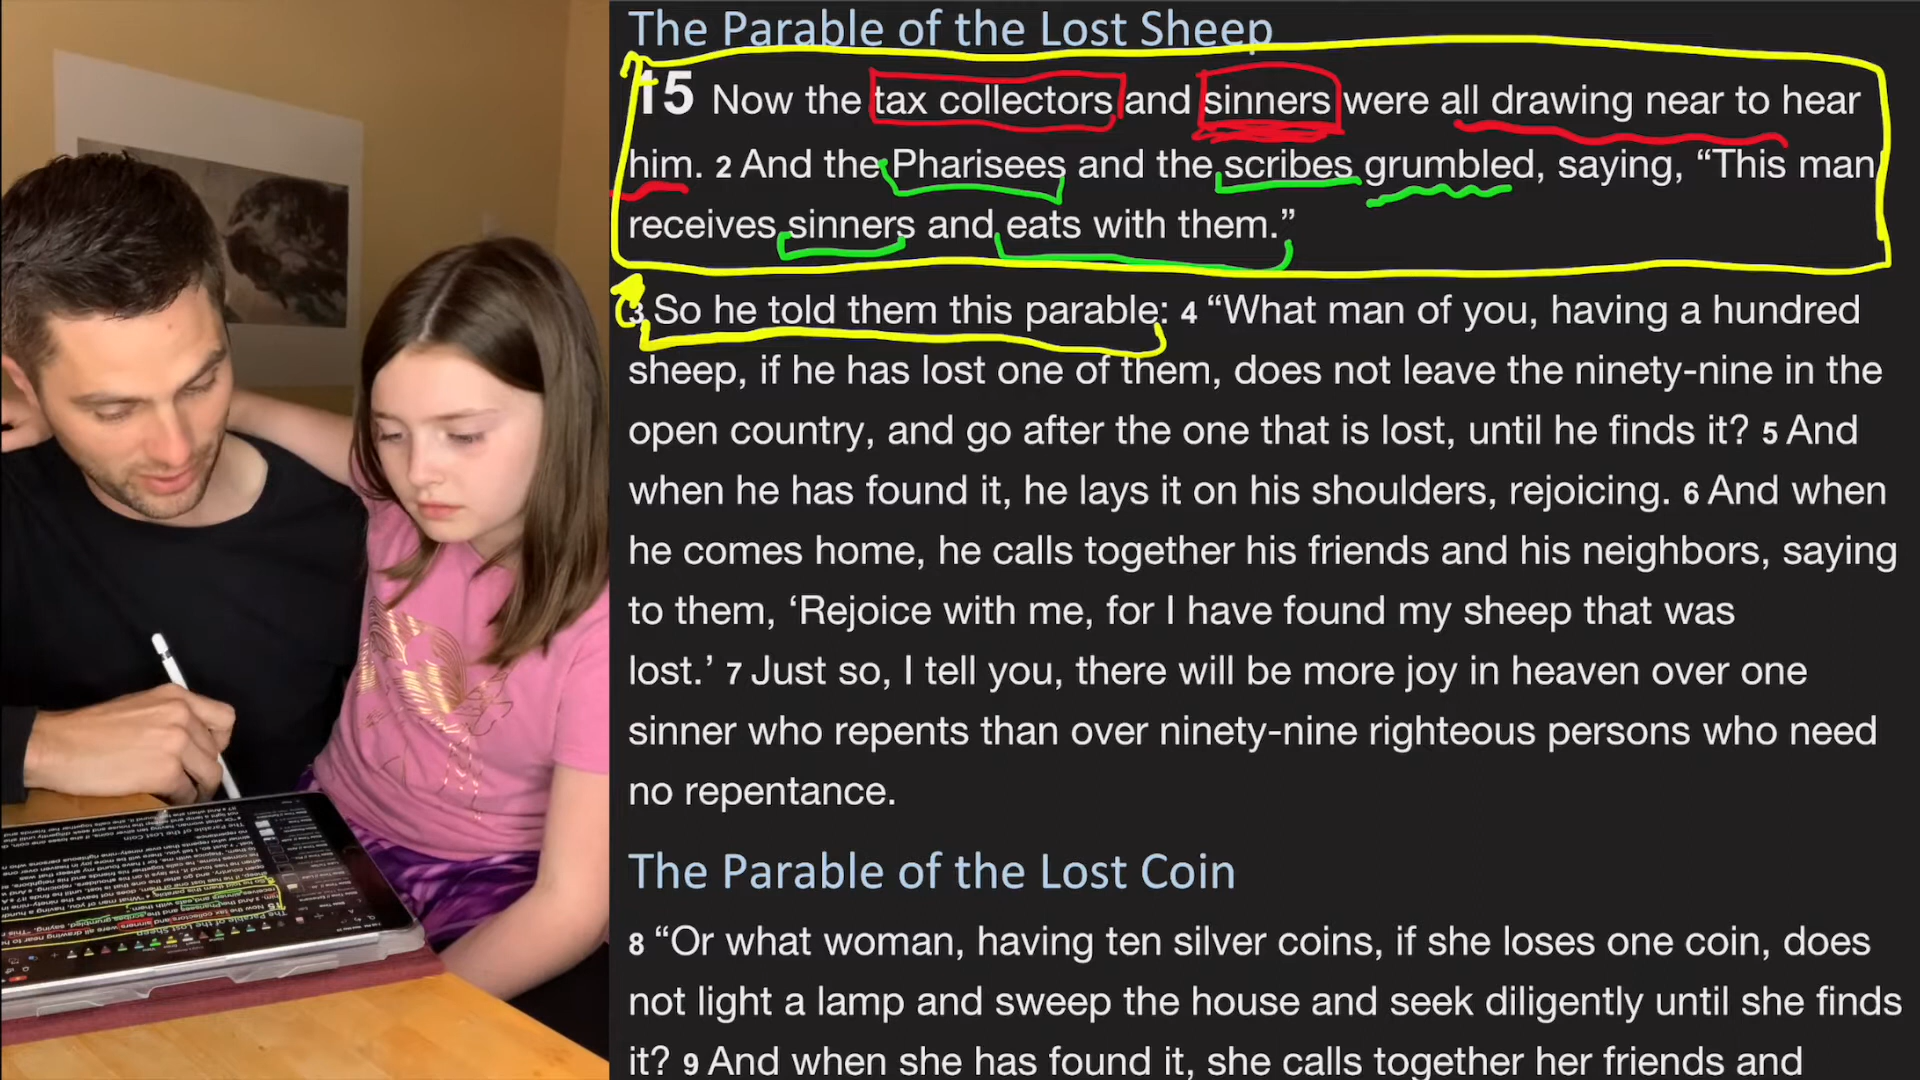 The Parable of the Lost Sheep
15 Now the tax collectors and sinners were all drawing near to hear
him. 2 And the Pharisees and the scribes grumbled, saying, “This man
receives sinners and eats with them.”
3 So he told them this parable: 4 “What man of you, having a hundred
sheep, if he has lost one of them, does not leave the ninety-nine in the
open country, and go after the one that is lost, until he finds it? 5 And
when he has found it, he lays it on his shoulders, rejoicing. 6 And when
he comes home, he calls together his friends and his neighbors, saying
to them, ‘Rejoice with me, for I have found my sheep that was
lost.’ 7 Just so, I tell you, there will be more joy in heaven over one
sinner who repents than over ninety-nine righteous persons who need
no repentance.
The Parable of the Lost Coin
8 “Or what woman, having ten silver coins, if she loses one coin, does
not light a lamp and sweep the house and seek diligently until she finds
it? 9 And when she has found it, she calls together her friends and